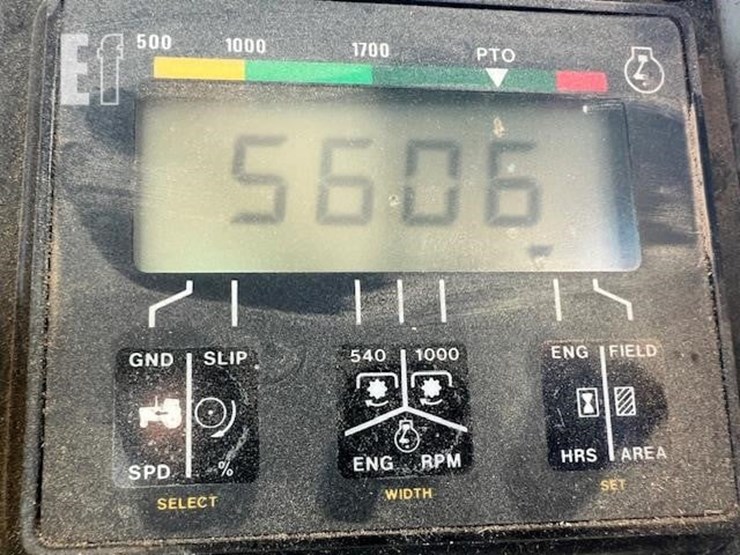 Ef
500 1000 1700 PTO
5606
GND SLIP 540 1000 ENG FIELD
SPD % ENG RPM HRS AREA
SELECT WIDTH SET